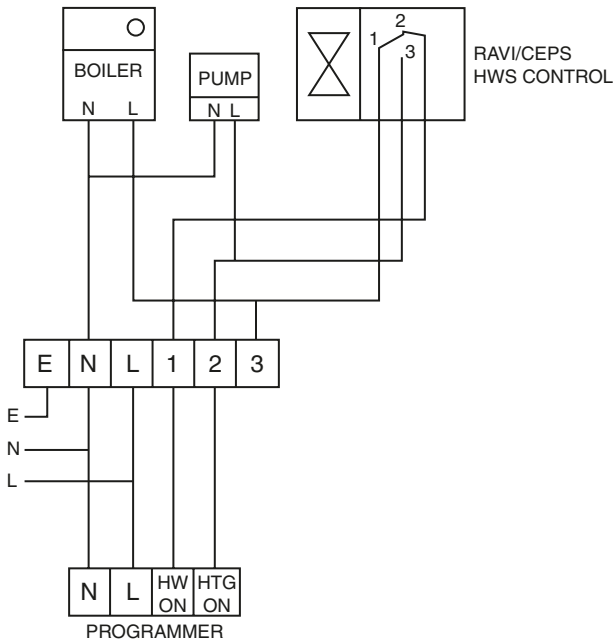 BOILER
N L
PUMP
N L
1 2 3
RAVI/CEPS
HWS CONTROL
E N L 1 2 3
E
N
L
N L HW ON HTG ON
PROGRAMMER